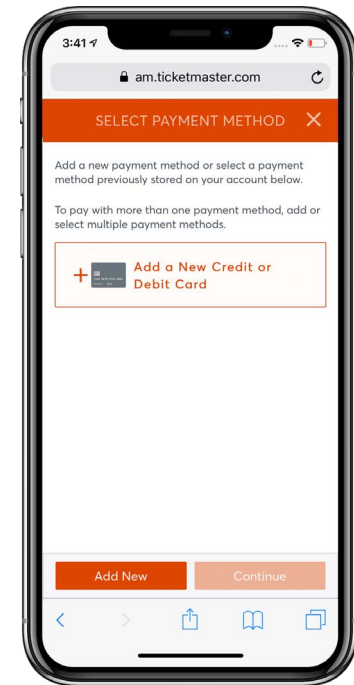 3:41
am.ticketmaster.com
SELECT PAYMENT METHOD
Add a new payment method or select a payment
method previously stored on your account below.
To pay with more than one payment method, add or
select multiple payment methods.
Add a New Credit or
Debit Card
Add New
Continue